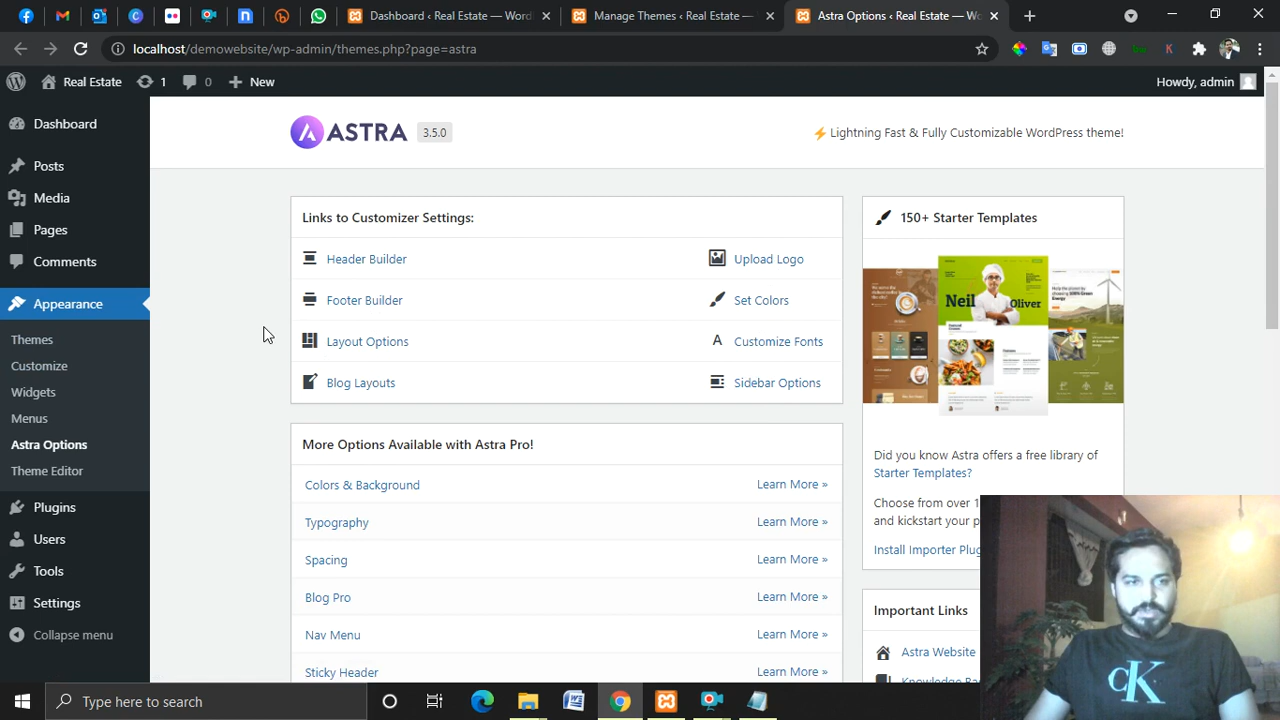 Dashboard ‹ Real Estate — Word
Manage Themes ‹ Real Estate —
Astra Options ‹ Real Estate — Wo
localhost/demowebsite/wp-admin/themes.php?page=astra
Real Estate
1
0
New
Howdy, admin
Dashboard
Posts
Media
Pages
Comments
Appearance
Themes
Customize
Widgets
Menus
Astra Options
Theme Editor
Plugins
Users
Tools
Settings
Collapse menu
ASTRA
3.5.0
Lightning Fast & Fully Customizable WordPress theme!
Links to Customizer Settings:
Header Builder
Upload Logo
Footer Builder
Set Colors
Layout Options
Customize Fonts
Blog Layouts
Sidebar Options
More Options Available with Astra Pro!
Colors & Background
Learn More »
Typography
Learn More »
Spacing
Learn More »
Blog Pro
Learn More »
Nav Menu
Learn More »
Sticky Header
Learn More »
150+ Starter Templates
Neil
Oliver
Did you know Astra offers a free library of
Starter Templates?
Choose from over 1
and kickstart your p
Install Importer Plug
Important Links
Astra Website
Knowledge Ba
cK
Type here to search